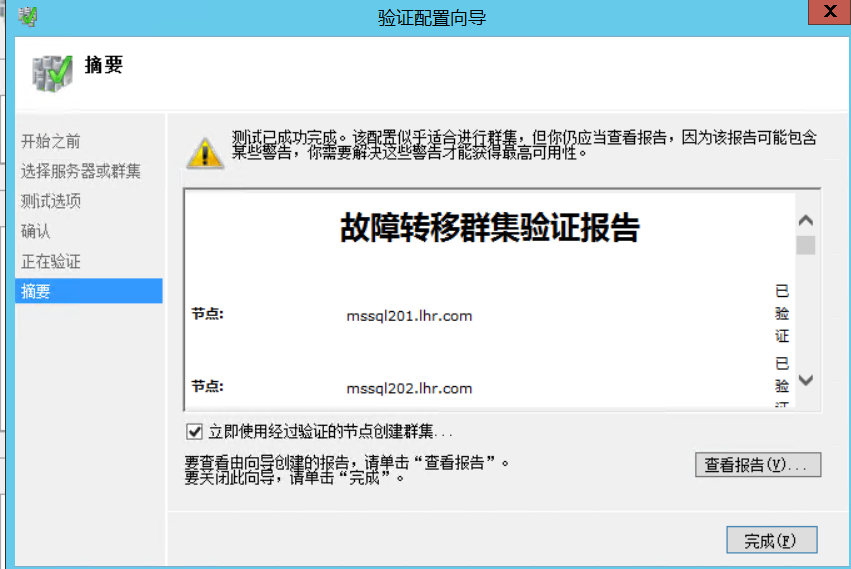 验证配置向导
X
摘要
开始之前
选择服务器或群集
测试选项
确认
正在验证
摘要
测试已成功完成。该配置似乎适合进行群集，但你仍应当查看报告，因为该报告可能包含
某些警告，你需要解决这些警告才能获得最高可用性。
故障转移群集验证报告
节点: mssql201.lhr.com 已验证
节点: mssql202.lhr.com 已验证
立即使用经过验证的节点创建群集...
要查看由向导创建的报告，请单击“查看报告”。
要关闭此向导，请单击“完成”。
查看报告(V)...
完成(F)